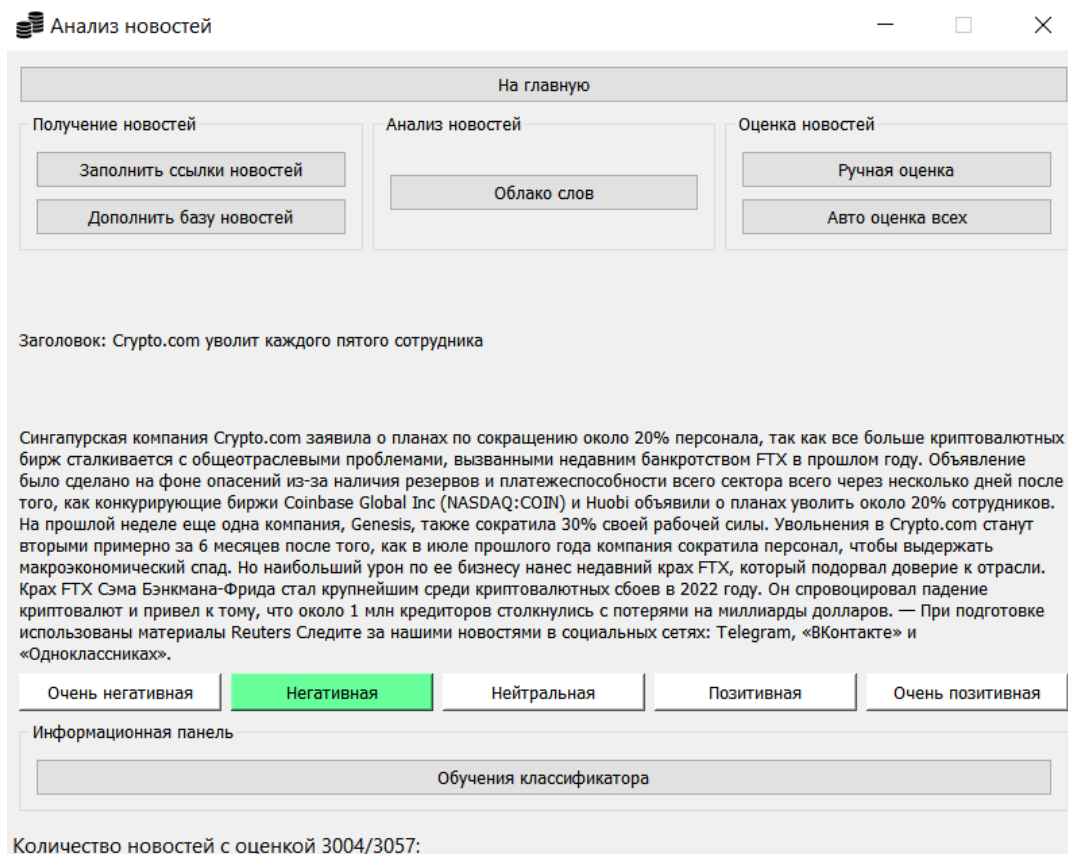 Анализ новостей
На главную
Получение новостей
Анализ новостей
Оценка новостей
Заполнить ссылки новостей
Дополнить базу новостей
Облако слов
Ручная оценка
Авто оценка всех
Заголовок: Crypto.com уволит каждого пятого сотрудника
Сингапурская компания Crypto.com заявила о планах по сокращению около 20% персонала, так как все больше криптовалютных
бирж сталкивается с общеотраслевыми проблемами, вызванными недавним банкротством FTX в прошлом году. Объявление
было сделано на фоне опасений из-за наличия резервов и платежеспособности всего сектора всего через несколько дней после
того, как конкурирующие биржи Coinbase Global Inc (NASDAQ:COIN) и Huobi объявили о планах уволить около 20% сотрудников.
На прошлой неделе еще одна компания, Genesis, также сократила 30% своей рабочей силы. Увольнения в Crypto.com станут
вторыми примерно за 6 месяцев после того, как в июле прошлого года компания сократила персонал, чтобы выдержать
макроэкономический спад. Но наибольший урон по ее бизнесу нанес недавний крах FTX, который подорвал доверие к отрасли.
Крах FTX Сэма Бэнкмана-Фрида стал крупнейшим среди криптовалютных сбоев в 2022 году. Он спровоцировал падение
криптовалют и привел к тому, что около 1 млн кредиторов столкнулись с потерями на миллиарды долларов. — При подготовке
использованы материалы Reuters Следите за нашими новостями в социальных сетях: Telegram, «ВКонтакте» и
«Одноклассниках».
Очень негативная
Негативная
Нейтральная
Позитивная
Очень позитивная
Информационная панель
Обучения классификатора
Количество новостей с оценкой 3004/3057: